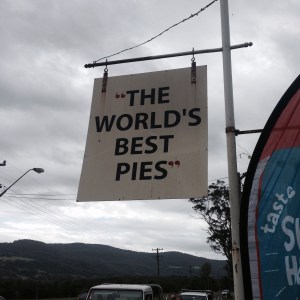 "THE
WORLD'S
BEST
PIES"
taste